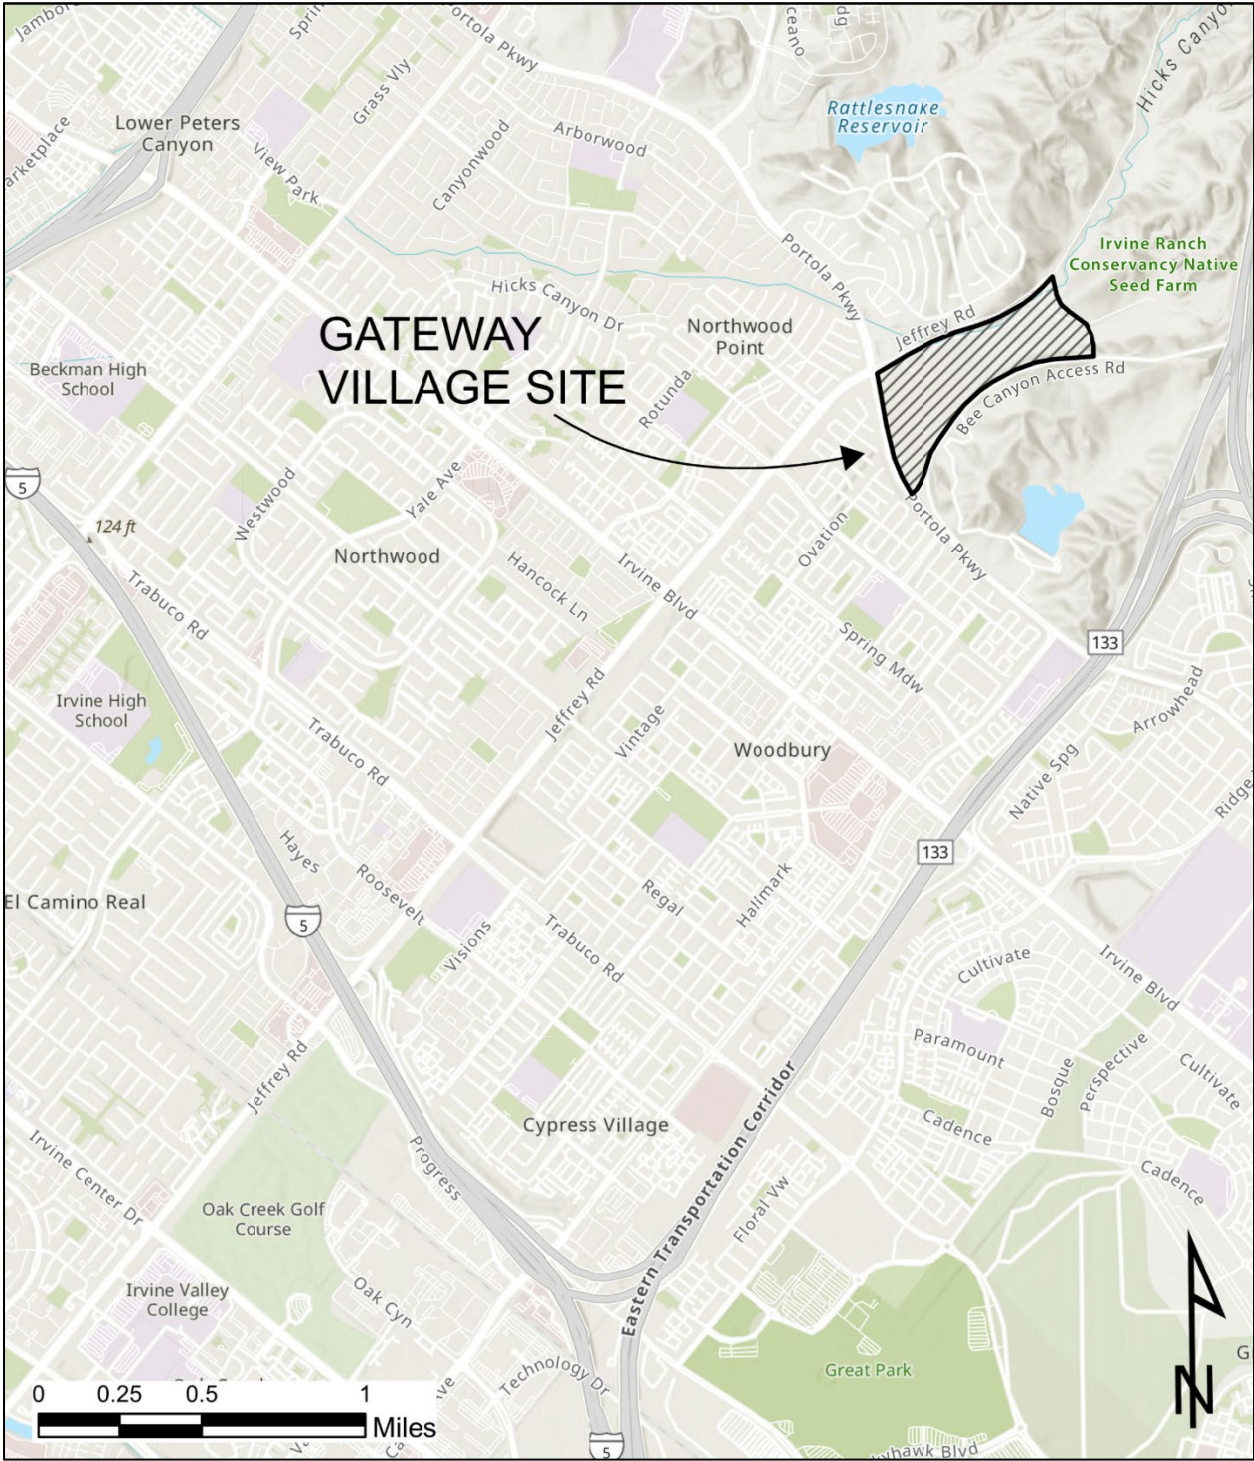 Portola Pkwy
Grass Vly
Arborwood
Canyonwood
View Park
Lower Peters
Canyon
Rattlesnake
Reservoir
Portola Pkwy
Irvine Ranch
Conservancy Native
Seed Farm
Hicks Canyon Dr
Northwood
Point
Jeffrey Rd
Bee Canyon Access Rd
GATEWAY
VILLAGE SITE
Beckman High
School
Rotunda
5
124 ft
Westwood
Yale Ave
Northwood
Hancock Ln
Irvine Blvd
Ovation
Portola Pkwy
Trabuco Rd
Spring Mdw
133
Arrowhead
Irvine High
School
Jeffrey Rd
Vintage
Trabuco Rd
Woodbury
Native Spg
133
Hayes
Roosevelt
El Camino Real
5
Visions
Regal
Hallmark
Trabuco Rd
Cultivate
Irvine Blvd
Paramount
Bosque
Perspective
Cultivate
Jeffrey Rd
Cypress Village
Cadence
Cadence
Irvine Center Dr
Progress
Eastern Transportation Corridor
Floral Vw
Oak Creek Golf
Course
Irvine Valley
College
Oak Cyn
Technology Dr
Great Park
0 0.25 0.5 1
Miles
5
N